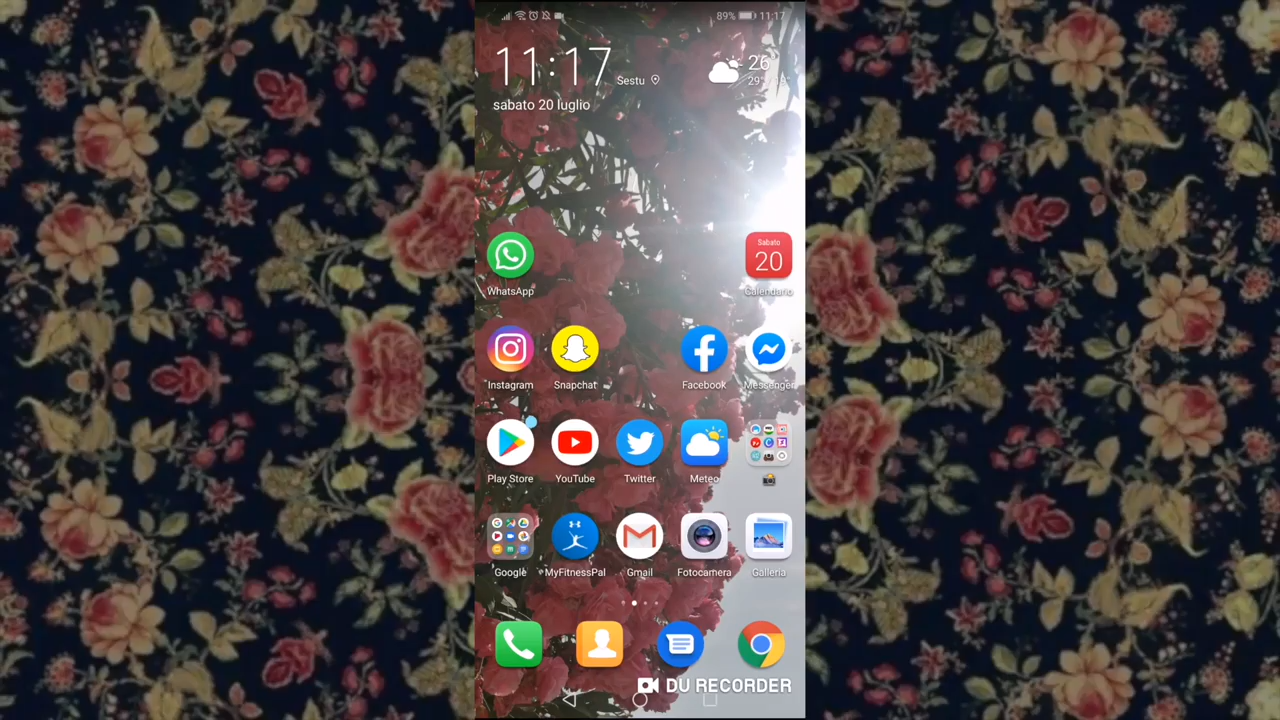 89% 11:17
11:17 Sestu 26°
sabato 20 luglio
Sabato
20
WhatsApp Calendario
Instagram Snapchat Facebook Messenger
Play Store YouTube Twitter Meteo
Google MyFitnessPal Gmail Fotocamera Galleria
DU RECORDER